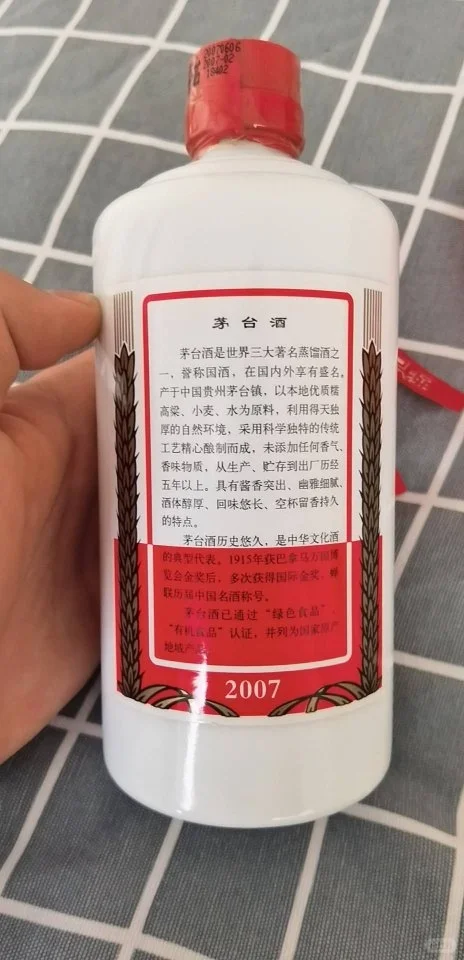 20070606
2007-02
18402
茅台酒
茅台酒是世界三大著名蒸馏酒之
一，誉称国酒，在国内外享有盛名。
产于中国贵州茅台镇，以本地优质糯
高粱、小麦、水为原料，利用得天独
厚的自然环境，采用科学独特的传统
工艺精心酿制而成，未添加任何香气、
香味物质，从生产、贮存到出厂历经
五年以上。具有酱香突出、幽雅细腻、
酒体醇厚、回味悠长、空杯留香持久
的特点。
茅台酒历史悠久，是中华文化酒
的典型代表。1915年获巴拿马万国博
览会金奖后，多次获得国际金奖，蝉
联历届中国名酒称号。
茅台酒已通过“绿色食品”、
“有机食品”认证，并列为国家原产
地域产
2007